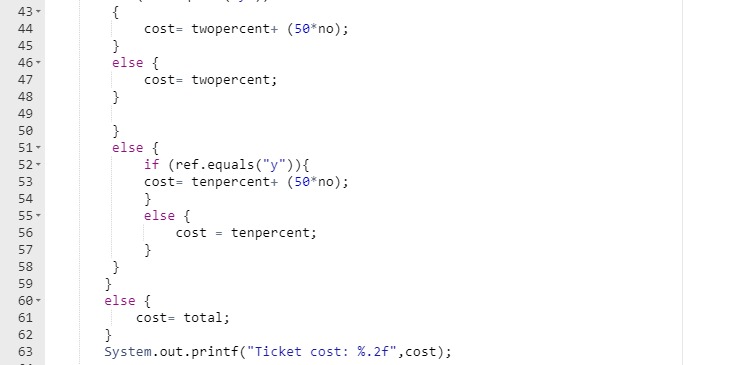 43 {
44 cost= twopercent+ (50*no);
45 }
46 else {
47 cost= twopercent;
48 }
49
50 }
51 else {
52 if (ref.equals("y")){
53 cost= tenpercent+ (50*no);
54 }
55 else {
56 cost = tenpercent;
57 }
58 }
59 }
60 else {
61 cost= total;
62 }
63 System.out.printf("Ticket cost: %.2f",cost);